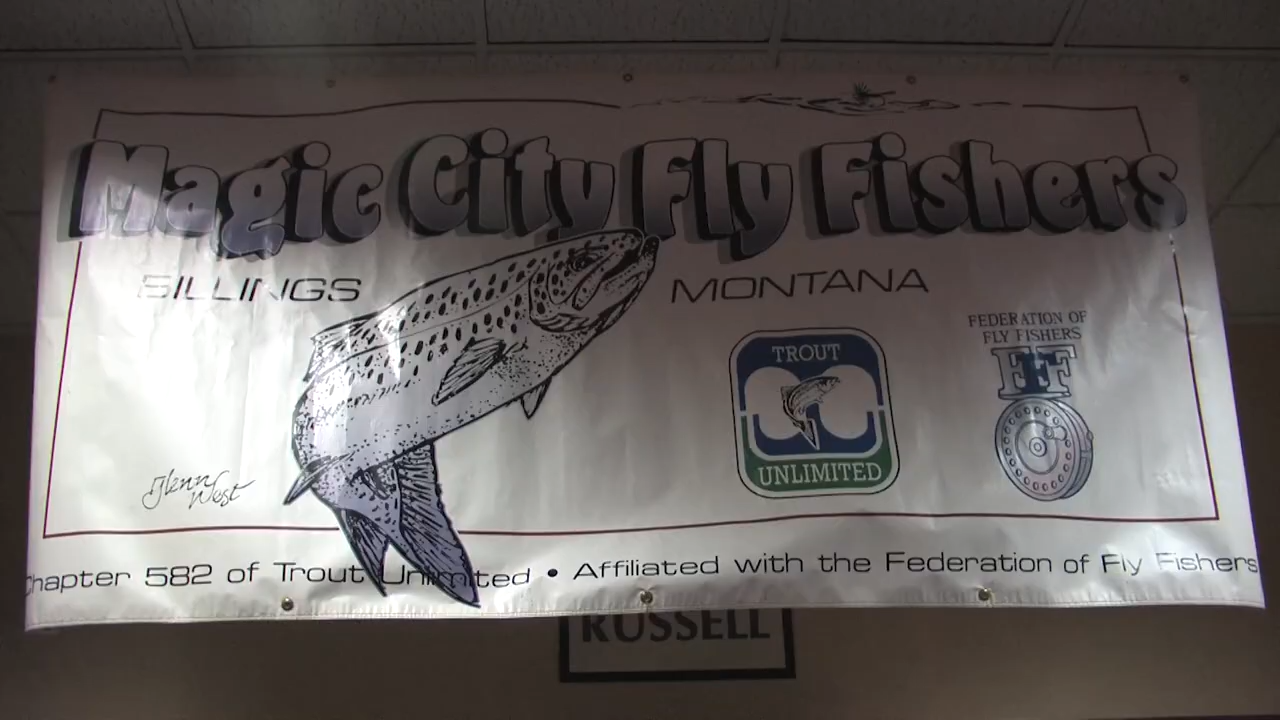 Magic City Fly Fishers
BILLINGS
MONTANA
FEDERATION OF
FLY FISHERS
FFF
TROUT
UNLIMITED
Glenn
West
Chapter 582 of Trout Unlimited • Affiliated with the Federation of Fly Fishers
RUSSELL